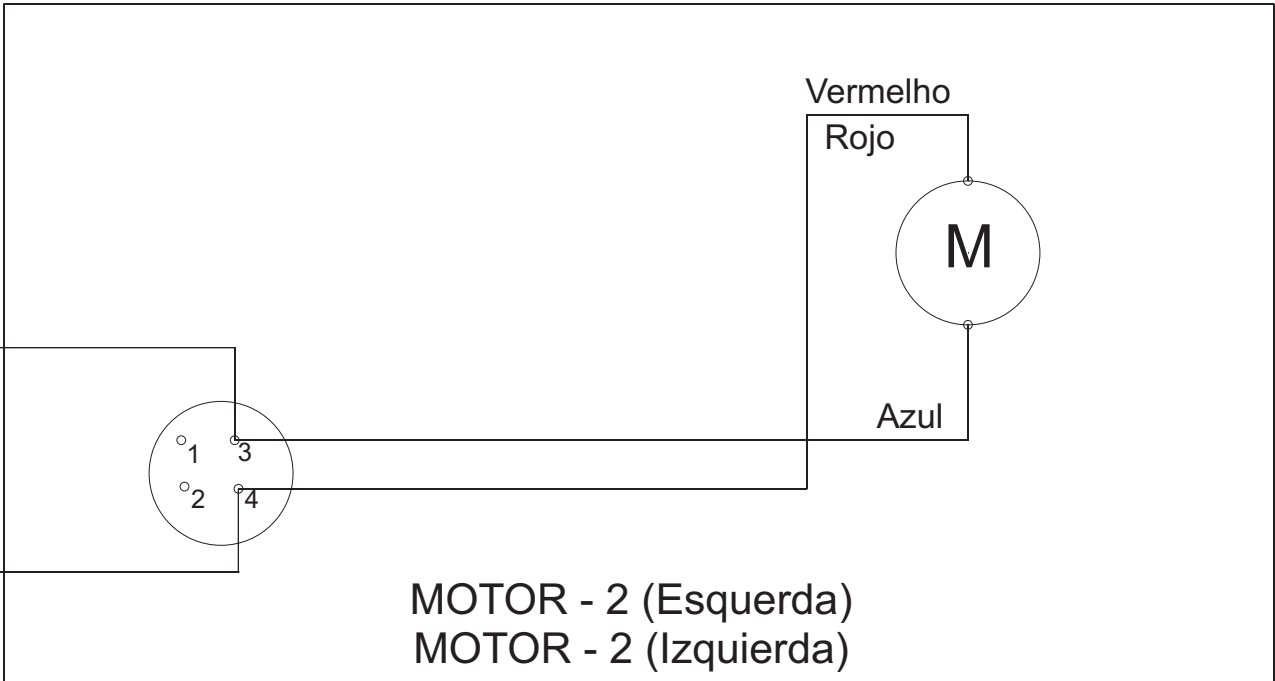 Vermelho
Rojo
M
Azul
1
3
2
4
MOTOR - 2 (Esquerda)
MOTOR - 2 (Izquierda)